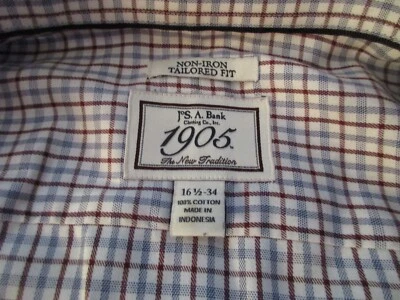 NON-IRON
TAILORED FIT
JoS. A. Bank
Clothing Co., Inc.
1905.
The New Tradition
16 ½-34
100% COTTON
MADE IN
INDONESIA